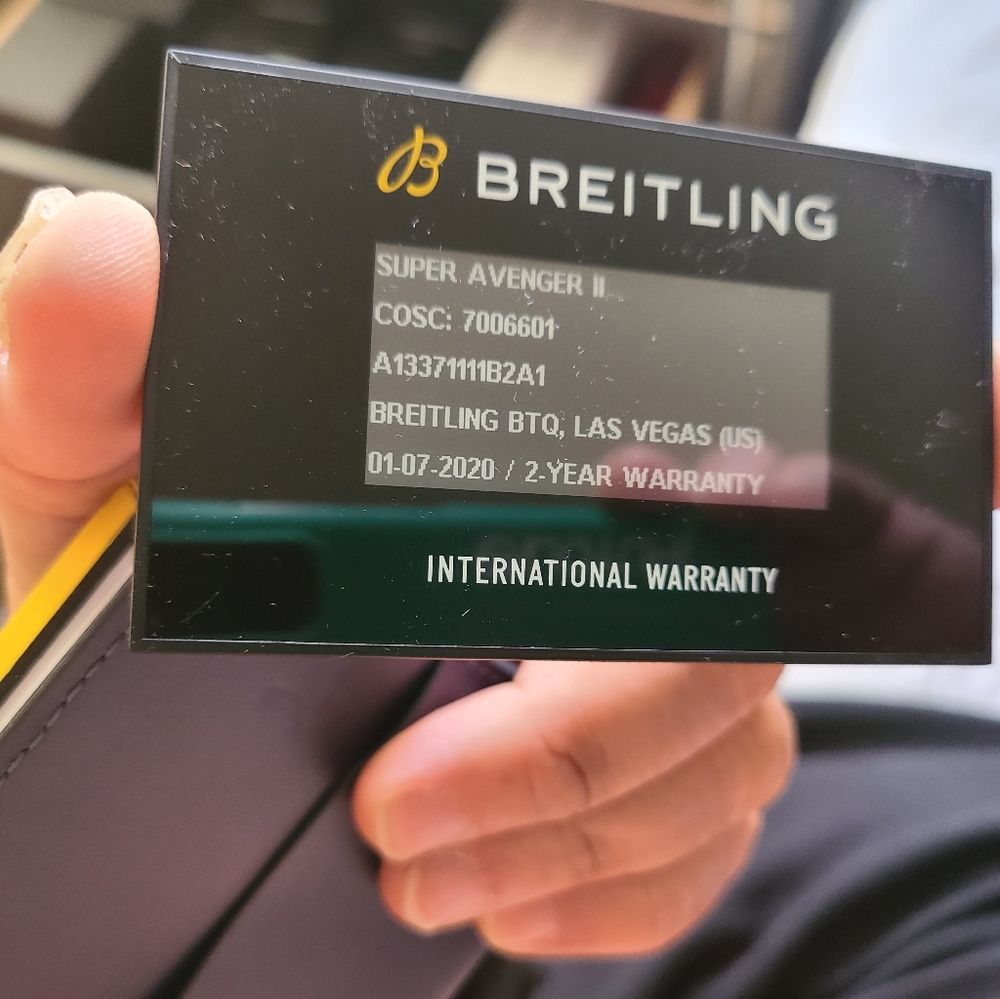 B BREITLING
SUPER AVENGER II
COSC: 7006601
A13371111B2A1
BREITLING BTQ, LAS VEGAS (US)
01-07-2020 / 2-YEAR WARRANTY
INTERNATIONAL WARRANTY